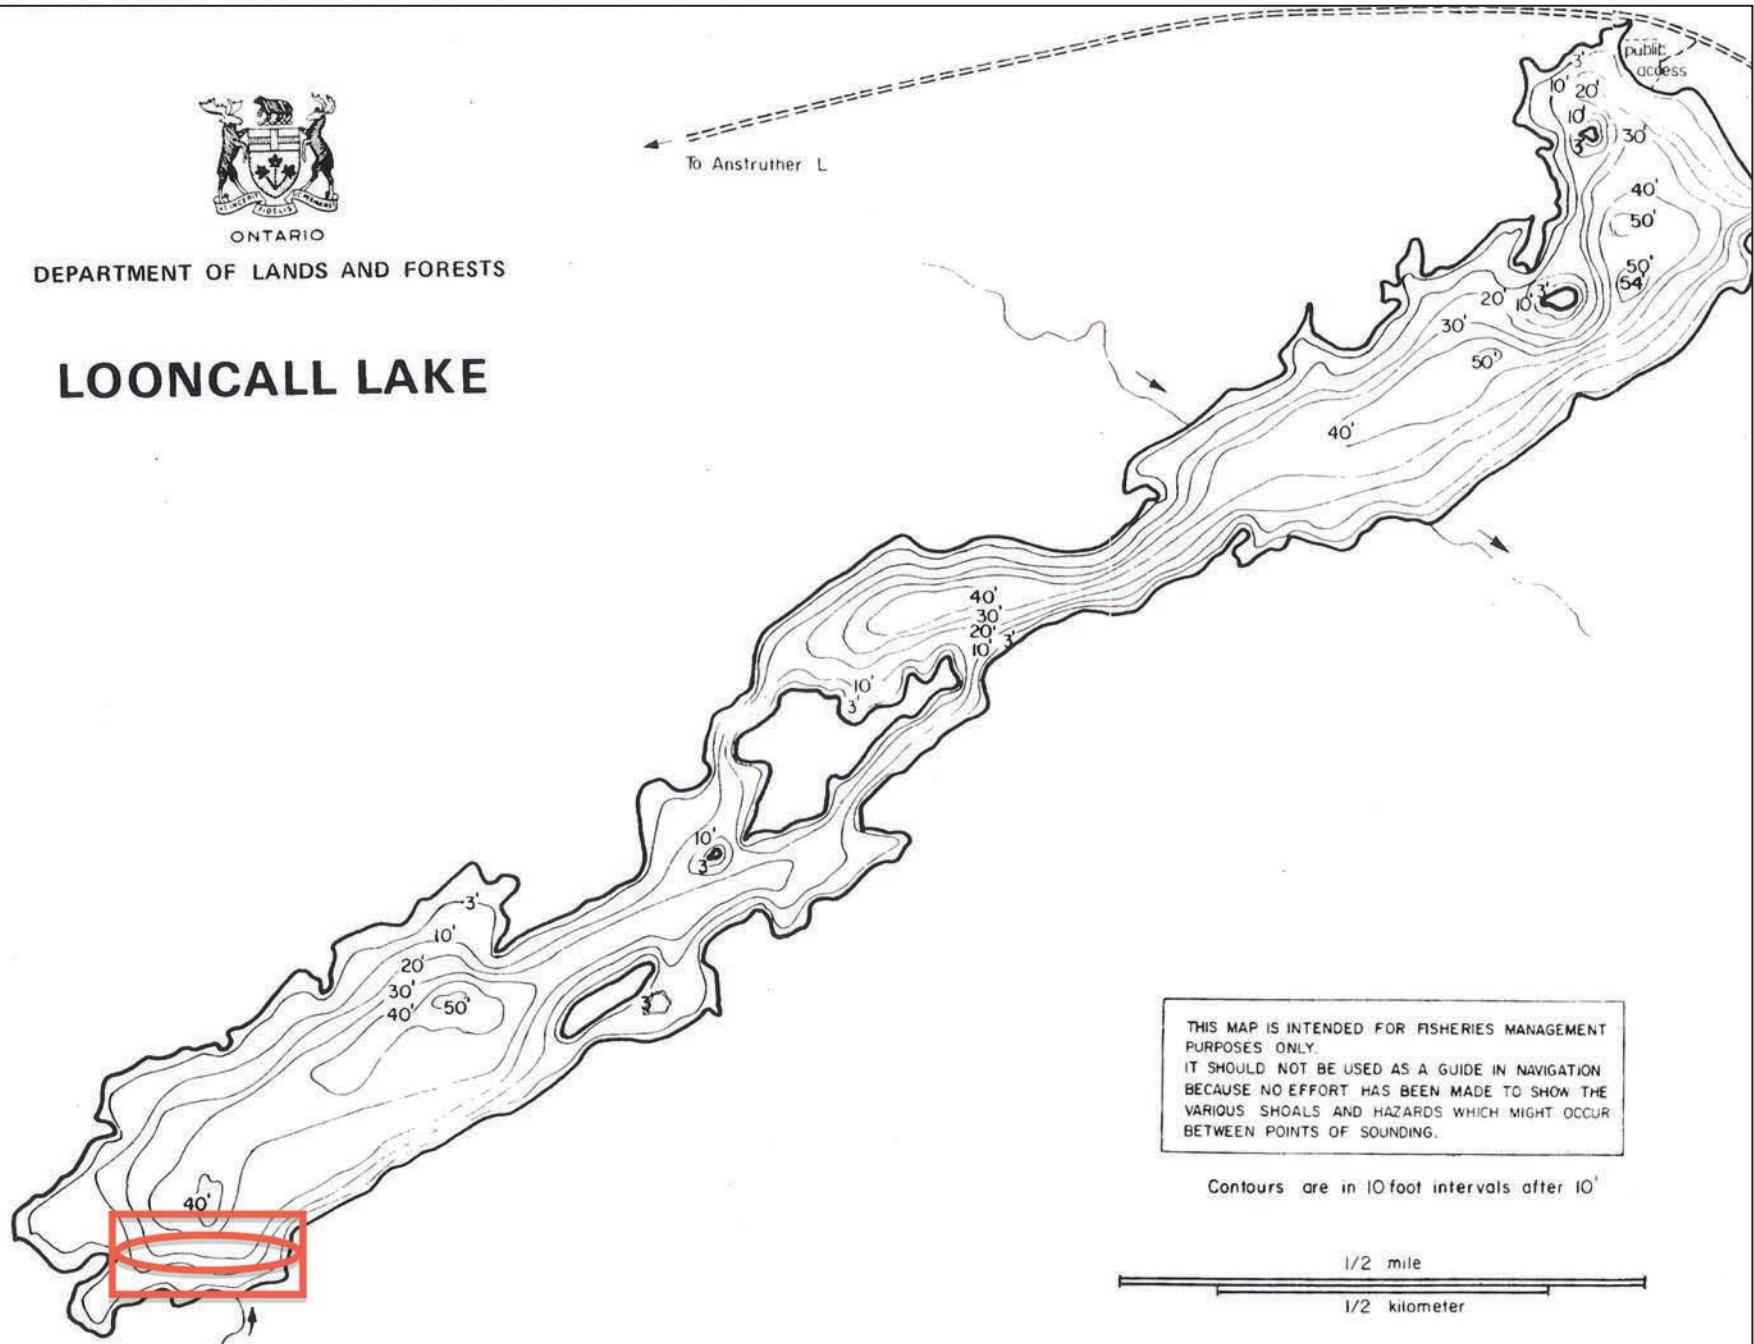 ONTARIO
DEPARTMENT OF LANDS AND FORESTS
LOONCALL LAKE
To Anstruther L
public
access
3'
10'
20'
10'
3'
30'
40'
50'
50'
54'
20'
10'
3'
30'
50'
40'
40'
30'
20'
10'
3'
10'
3'
10'
3
3'
10'
20'
30'
40'
50'
3'
40'
THIS MAP IS INTENDED FOR FISHERIES MANAGEMENT
PURPOSES ONLY.
IT SHOULD NOT BE USED AS A GUIDE IN NAVIGATION
BECAUSE NO EFFORT HAS BEEN MADE TO SHOW THE
VARIOUS SHOALS AND HAZARDS WHICH MIGHT OCCUR
BETWEEN POINTS OF SOUNDING.
Contours are in 10 foot intervals after 10'
1/2 mile
1/2 kilometer